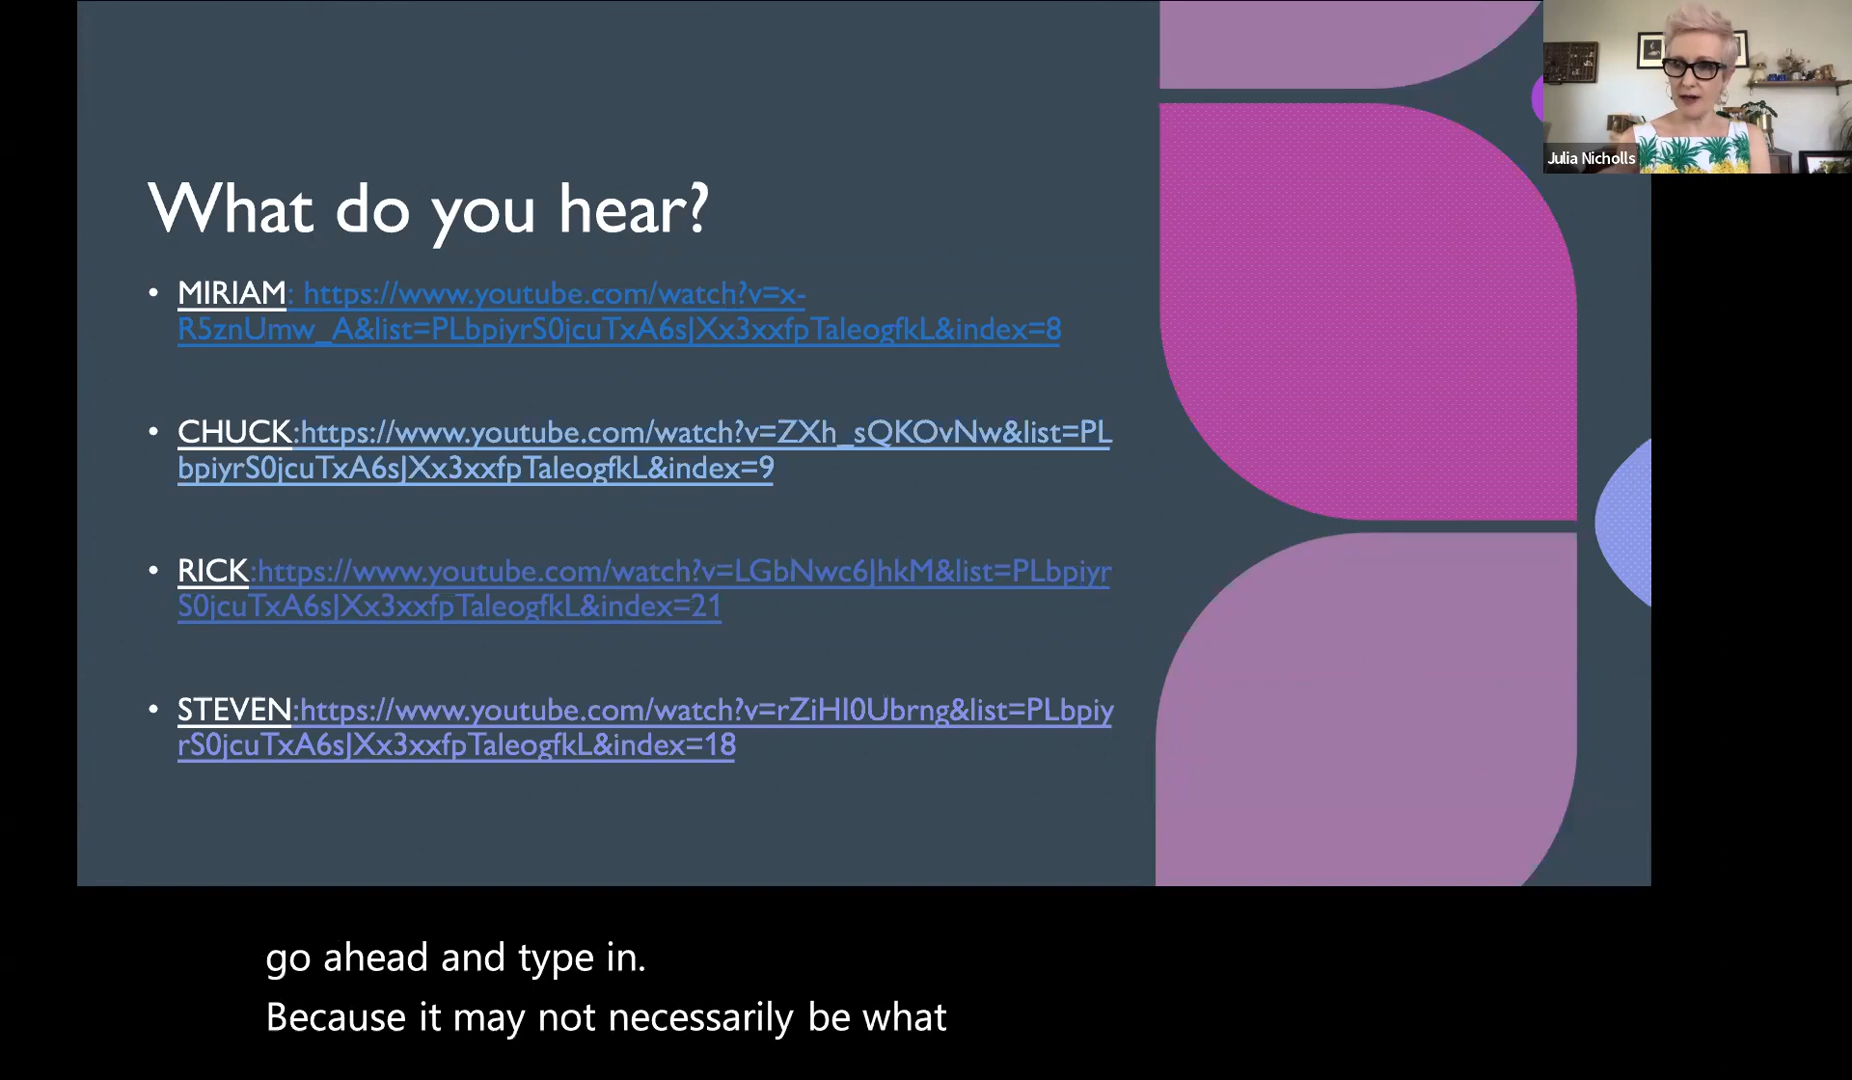 What do you hear?
• MIRIAM: https://www.youtube.com/watch?v=x-
R5znUmw_A&list=PLbpiyrS0jcuTxA6sJXx3xxfpTaleogfkL&index=8
• CHUCK:https://www.youtube.com/watch?v=ZXh_sQKOvNw&list=PL
bpiyrS0jcuTxA6sJXx3xxfpTaleogfkL&index=9
• RICK:https://www.youtube.com/watch?v=LGbNwc6JhkM&list=PLbpiyr
S0jcuTxA6sJXx3xxfpTaleogfkL&index=21
• STEVEN:https://www.youtube.com/watch?v=rZiHI0Ubrng&list=PLbpiy
rS0jcuTxA6sJXx3xxfpTaleogfkL&index=18
Julia Nicholls
go ahead and type in.
Because it may not necessarily be what